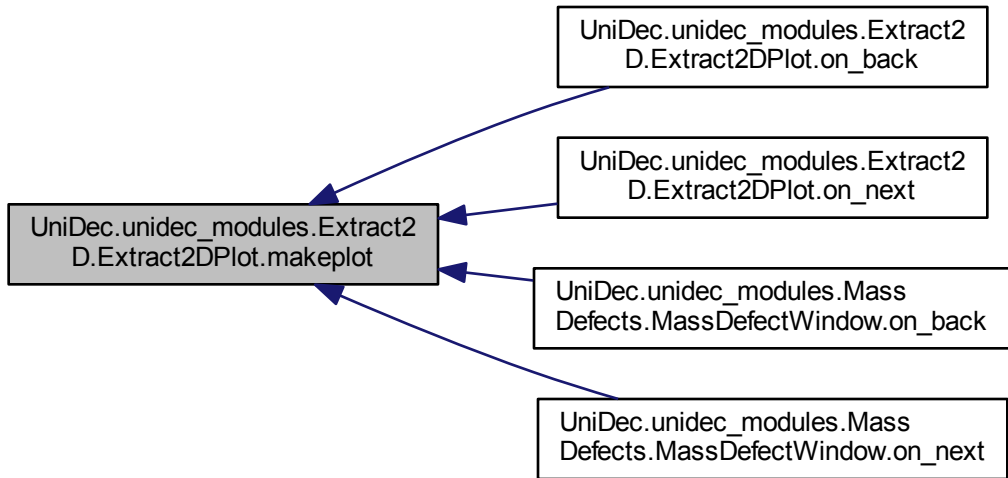 UniDec.unidec_modules.Extract2
D.Extract2DPlot.on_back
UniDec.unidec_modules.Extract2
D.Extract2DPlot.on_next
UniDec.unidec_modules.Extract2
D.Extract2DPlot.makeplot
UniDec.unidec_modules.Mass
Defects.MassDefectWindow.on_back
UniDec.unidec_modules.Mass
Defects.MassDefectWindow.on_next